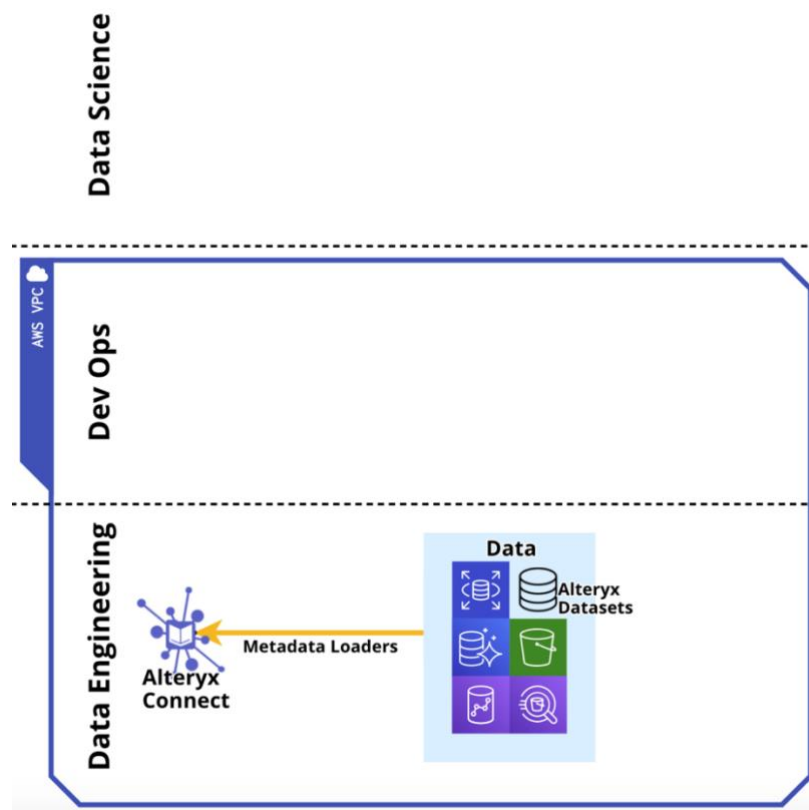 Data Science
AWS VPC
Dev Ops
Data Engineering
Data
Alteryx
Datasets
Metadata Loaders
Alteryx
Connect